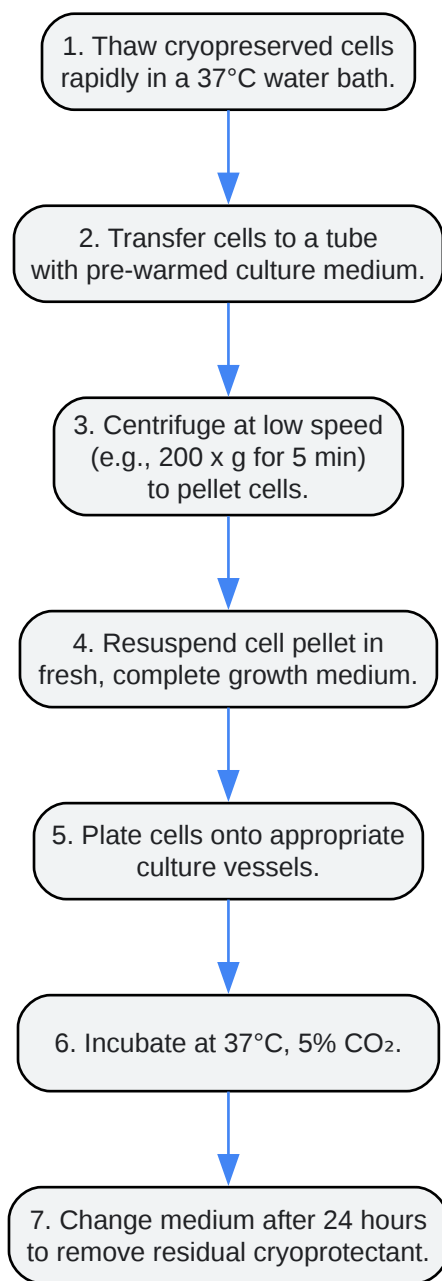 1. Thaw cryopreserved cells
rapidly in a 37°C water bath.
2. Transfer cells to a tube
with pre-warmed culture medium.
3. Centrifuge at low speed
(e.g., 200 x g for 5 min)
to pellet cells.
4. Resuspend cell pellet in
fresh, complete growth medium.
5. Plate cells onto appropriate
culture vessels.
6. Incubate at 37°C, 5% CO₂.
7. Change medium after 24 hours
to remove residual cryoprotectant.